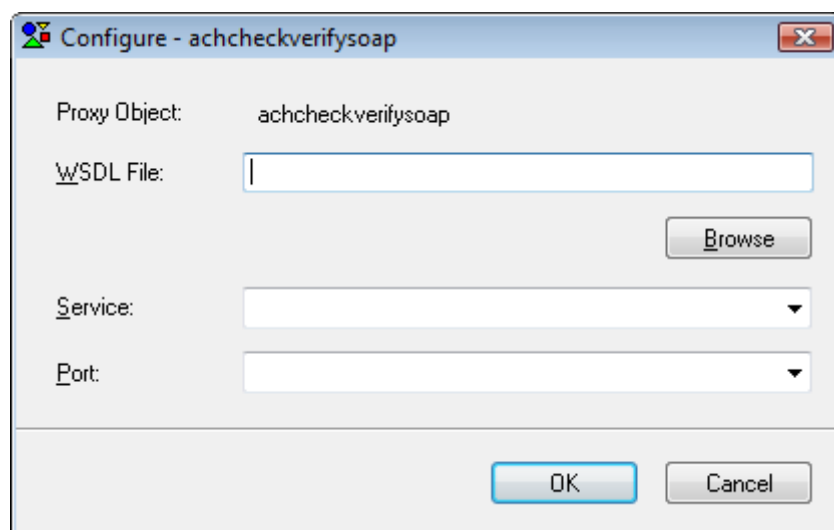 Configure - achcheckverifysoap
Proxy Object: achcheckverifysoap
WSDL File:
Browse
Service:
Port:
OK Cancel